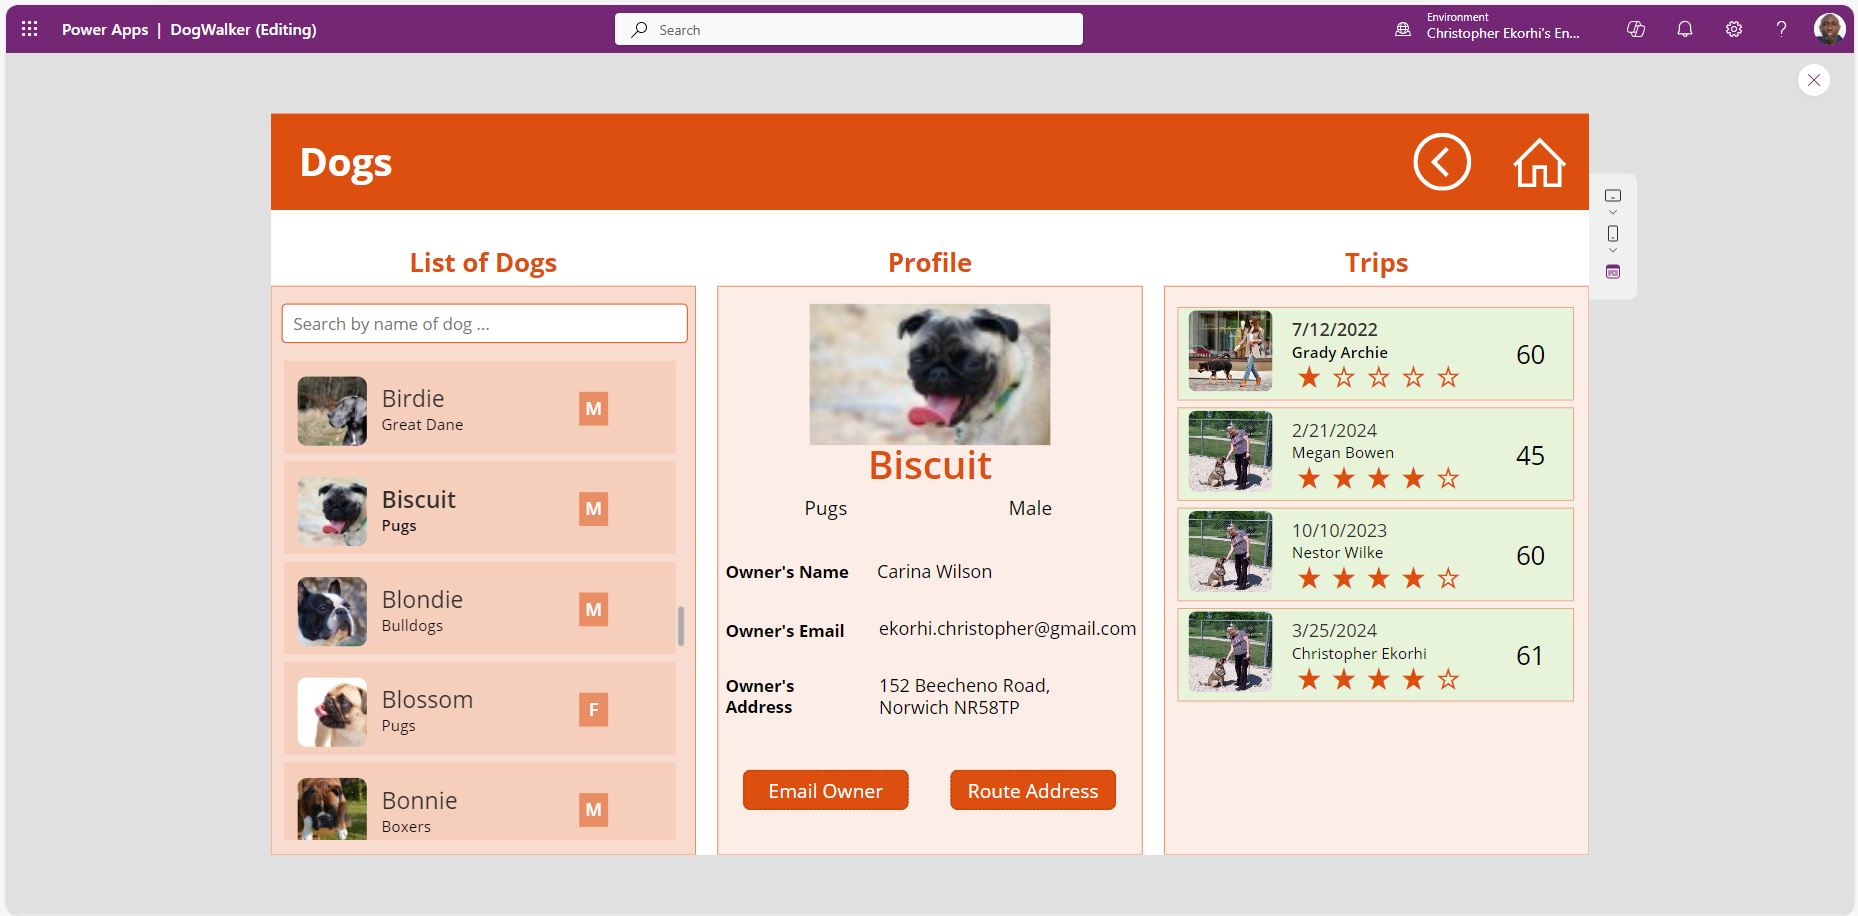 Power Apps | DogWalker (Editing)
Search
Environment
Christopher Ekorhi's En...
Dogs
List of Dogs
Search by name of dog ...
Birdie
Great Dane
M
Biscuit
Pugs
M
Blondie
Bulldogs
M
Blossom
Pugs
F
Bonnie
Boxers
M
Profile
Biscuit
Pugs
Male
Owner's Name
Carina Wilson
Owner's Email
ekorhi.christopher@gmail.com
Owner's
Address
152 Beecheno Road,
Norwich NR58TP
Email Owner
Route Address
Trips
7/12/2022
Grady Archie
60
2/21/2024
Megan Bowen
45
10/10/2023
Nestor Wilke
60
3/25/2024
Christopher Ekorhi
61